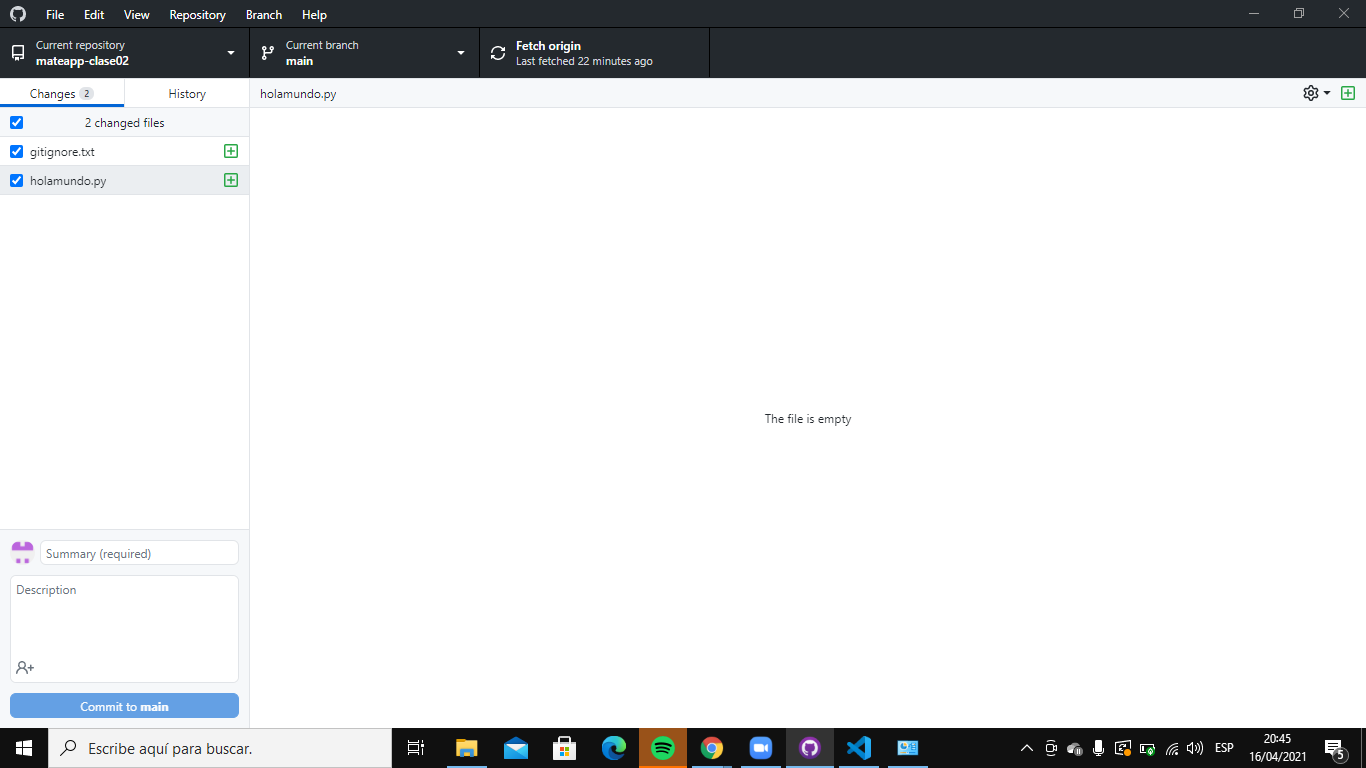 File Edit View Repository Branch Help
Current repository
mateapp-clase02
Current branch
main
Fetch origin
Last fetched 22 minutes ago
Changes 2
History
holamundo.py
2 changed files
gitignore.txt
holamundo.py
The file is empty
Summary (required)
Description
Commit to main
Escribe aquí para buscar.
ESP
20:45
16/04/2021
5